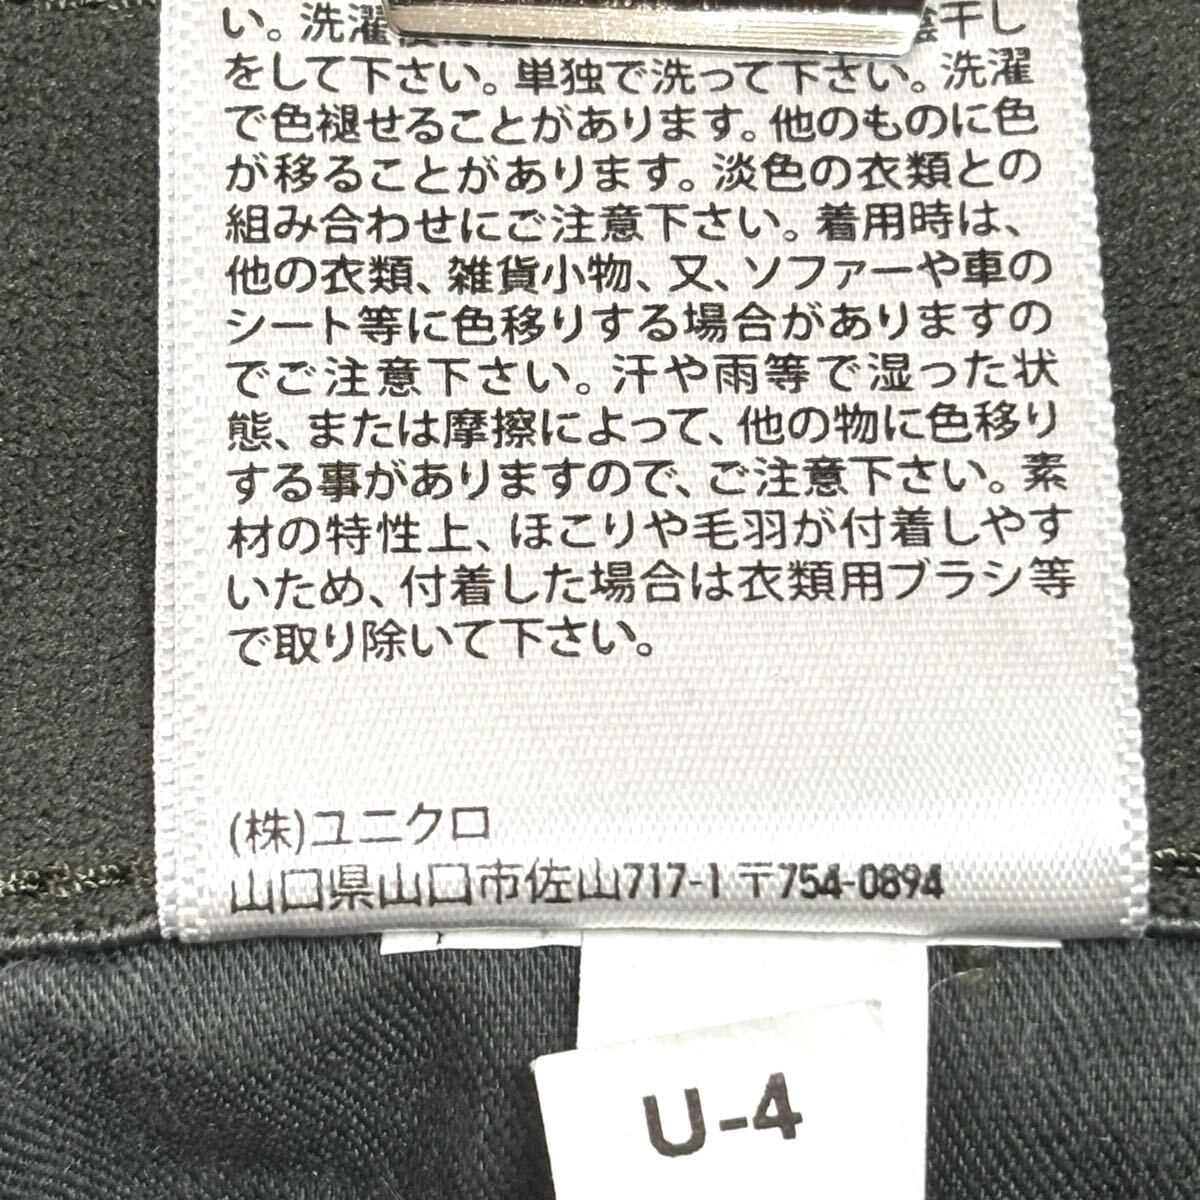 い。洗濯後は 陰干し
をして下さい。単独で洗って下さい。洗濯
で色褪せることがあります。他のものに色
が移ることがあります。淡色の衣類との
組み合わせにご注意下さい。着用時は、
他の衣類、雑貨小物、又、ソファーや車の
シート等に色移りする場合がありますの
でご注意下さい。汗や雨等で湿った状
態、または摩擦によって、他の物に色移り
する事がありますので、ご注意下さい。素
材の特性上、ほこりや毛羽が付着しやす
いため、付着した場合は衣類用ブラシ等
で取り除いて下さい。
(株)ユニクロ
山口県山口市佐山717-1 〒754-0894
U-4